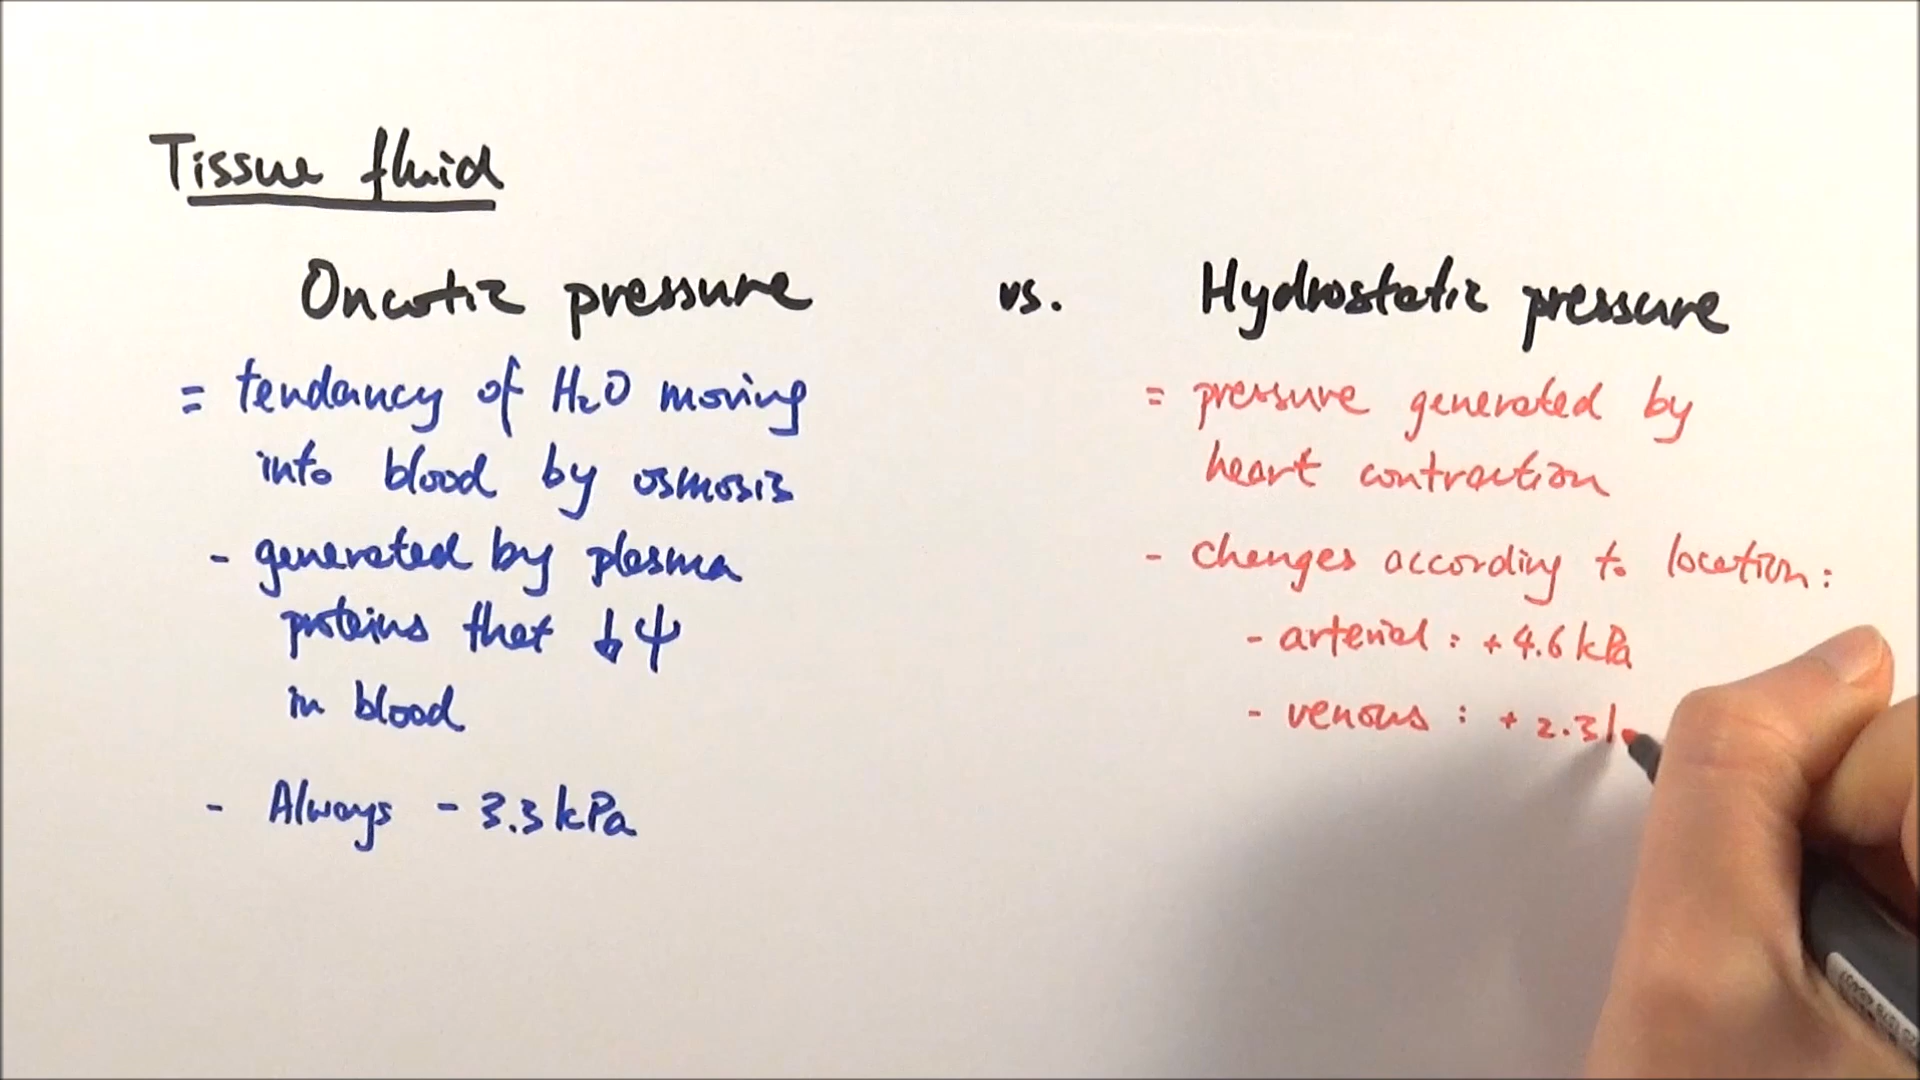 Tissue fluid
Oncotic pressure vs. Hydrostatic pressure
= tendancy of H₂O moving
into blood by osmosis
- generated by plasma
proteins that ↓ Ψ
in blood
- Always - 3.3 kPa
= pressure generated by
heart contraction
- Changes according to location:
- arterial : +4.6 kPa
- venous : + 2.3